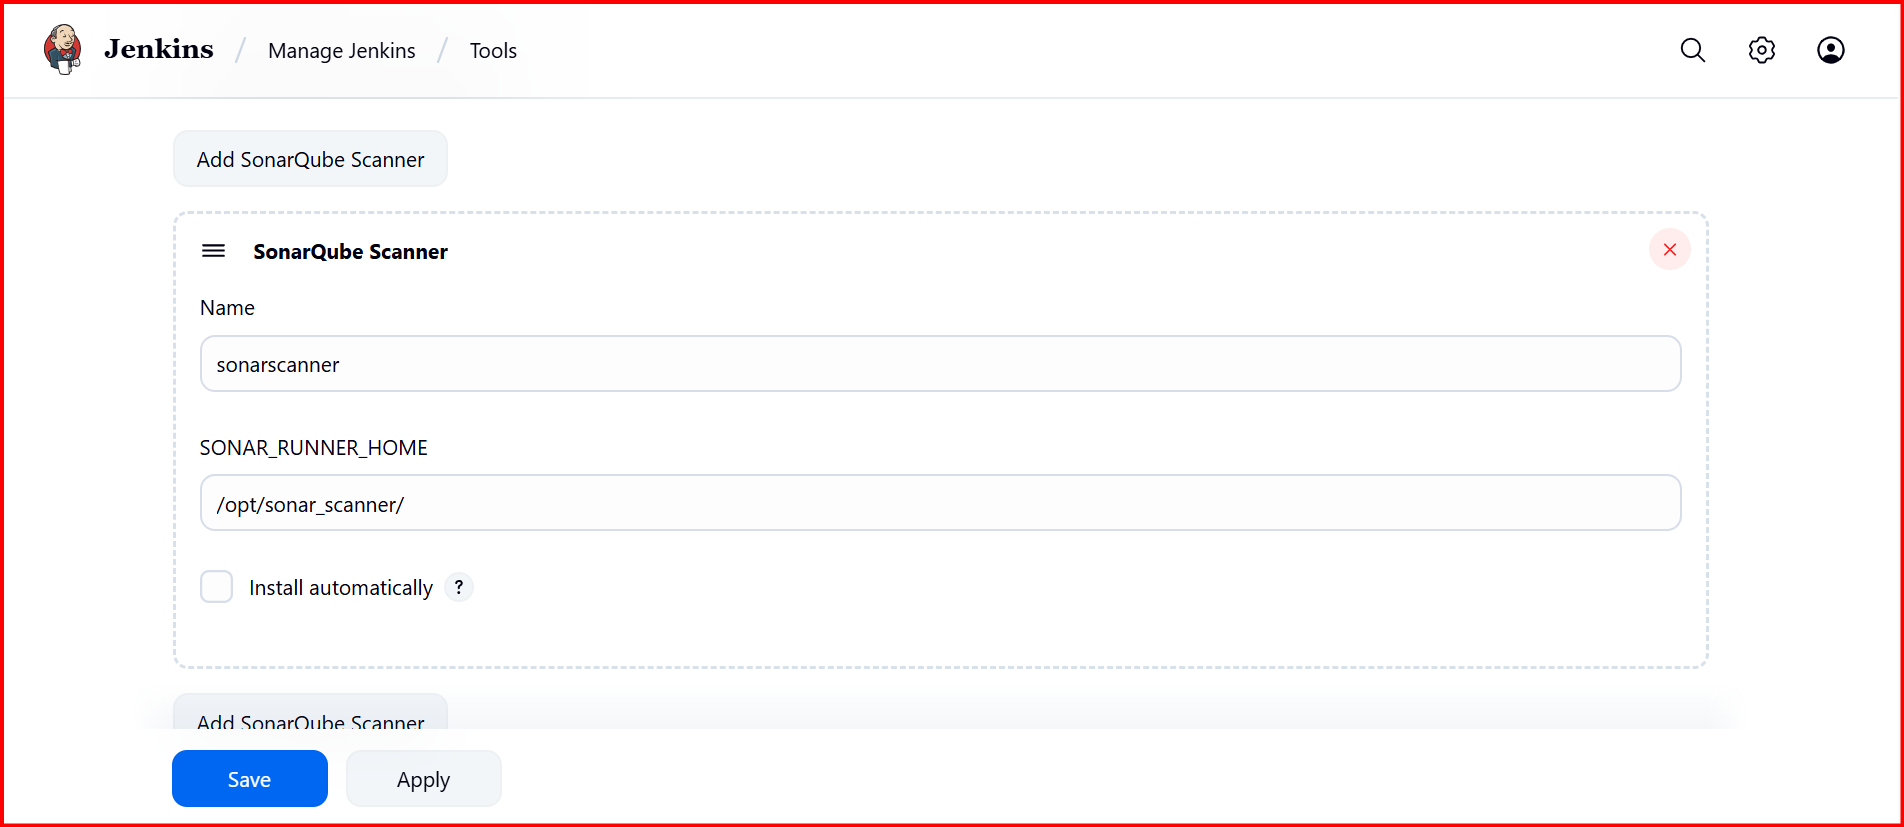 Jenkins / Manage Jenkins / Tools
Add SonarQube Scanner
SonarQube Scanner
Name
sonarscanner
SONAR_RUNNER_HOME
/opt/sonar_scanner/
Install automatically ?
Add SonarQube Scanner
Save Apply